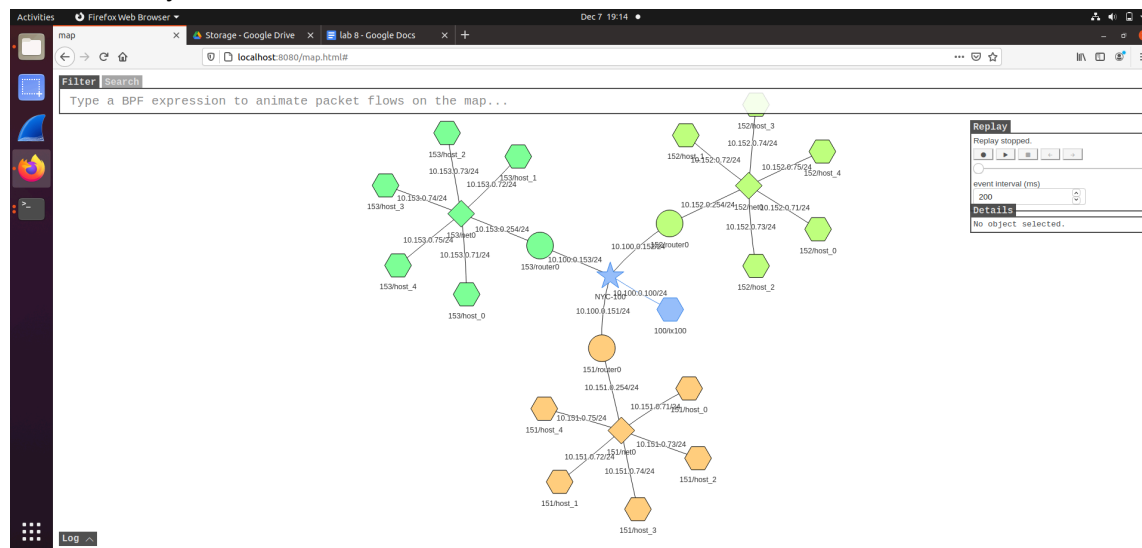 Activities
Firefox Web Browser
Dec 7 19:14
map
Storage - Google Drive
lab 8 - Google Docs
localhost:8080/map.html#
Filter
Search
Type a BPF expression to animate packet flows on the map...
Replay
Replay stopped.
event interval (ms)
200
Details
No object selected.
153/host_2
10.153.0.73/24
153/host_1
10.153.0.72/24
153/host_3
10.153.0.74/24
153/net0
10.153.0.254/24
10.153.0.75/24
10.153.0.71/24
153/host_4
153/host_0
153/router0
10.100.0.153/24
152/host_3
10.152.0.74/24
152/host_1
10.152.0.72/24
10.152.0.75/24
152/host_4
10.152.0.254/24
152/net0
10.152.0.71/24
10.152.0.73/24
152/host_0
152/host_2
152/router0
10.100.0.152/24
NYC-100
10.100.0.100/24
100/ix100
10.100.0.151/24
151/router0
10.151.0.254/24
10.151.0.71/24
151/host_0
10.151.0.75/24
151/host_4
151/net0
10.151.0.73/24
10.151.0.72/24
10.151.0.74/24
151/host_2
151/host_1
151/host_3
Log